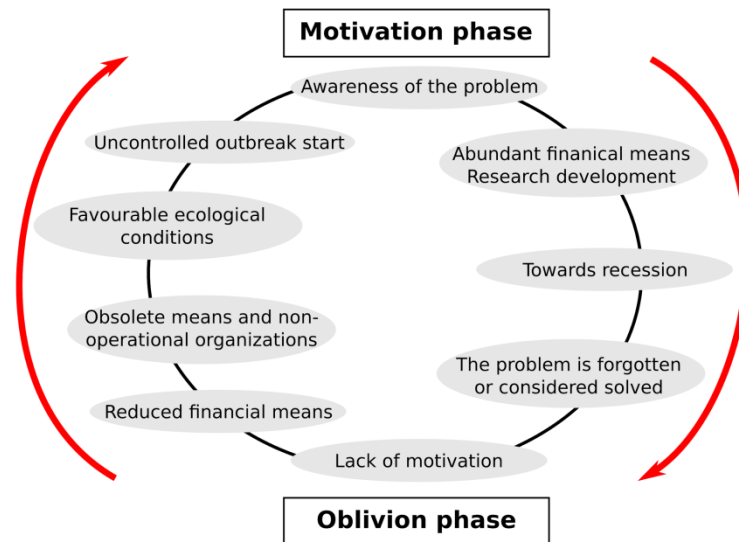 Motivation phase
Awareness of the problem
Uncontrolled outbreak start
Abundant finanical means
Research development
Favourable ecological
conditions
Towards recession
Obsolete means and non-
operational organizations
The problem is forgotten
or considered solved
Reduced financial means
Lack of motivation
Oblivion phase